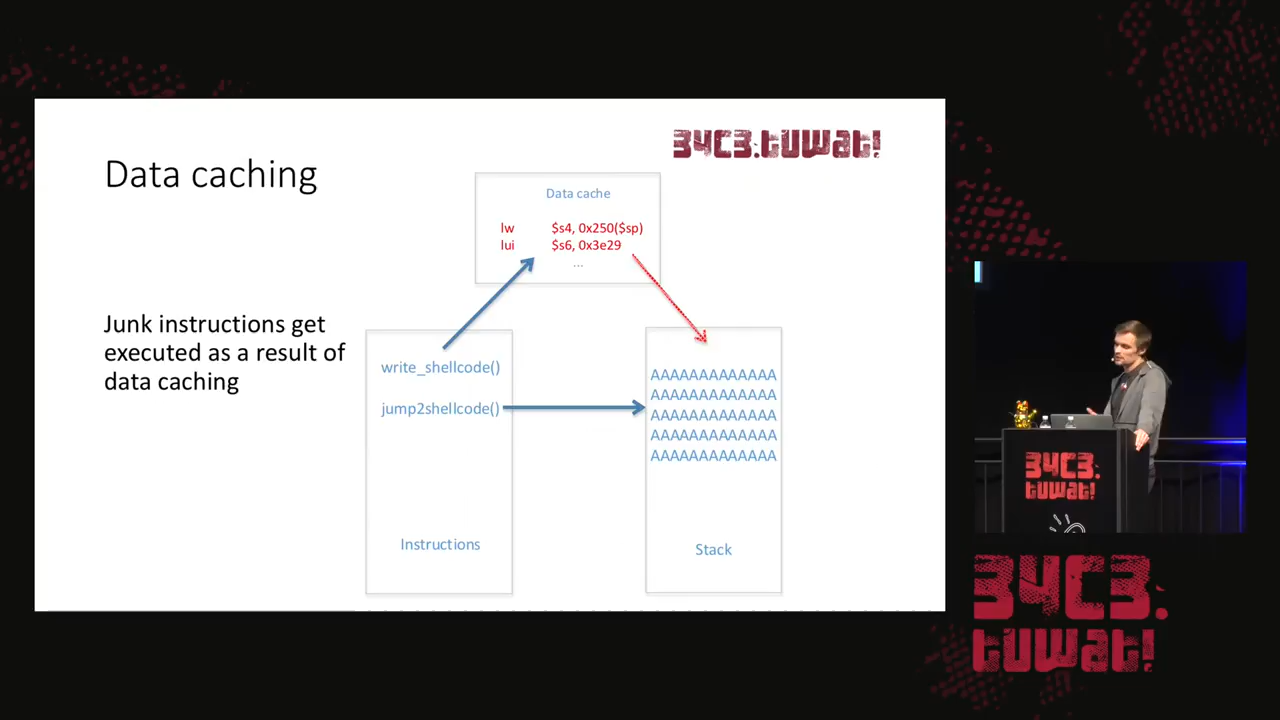 Data caching
34C3.tuwat!
Data cache
lw $s4, 0x250($sp)
lui $s6, 0x3e29
...
Junk instructions get
executed as a result of
data caching
write_shellcode()
jump2shellcode()
Instructions
AAAAAAAAAAAAA
AAAAAAAAAAAAA
AAAAAAAAAAAAA
AAAAAAAAAAAAA
AAAAAAAAAAAAA
Stack
34C3.
tuwat!
34C3.
tuwat!